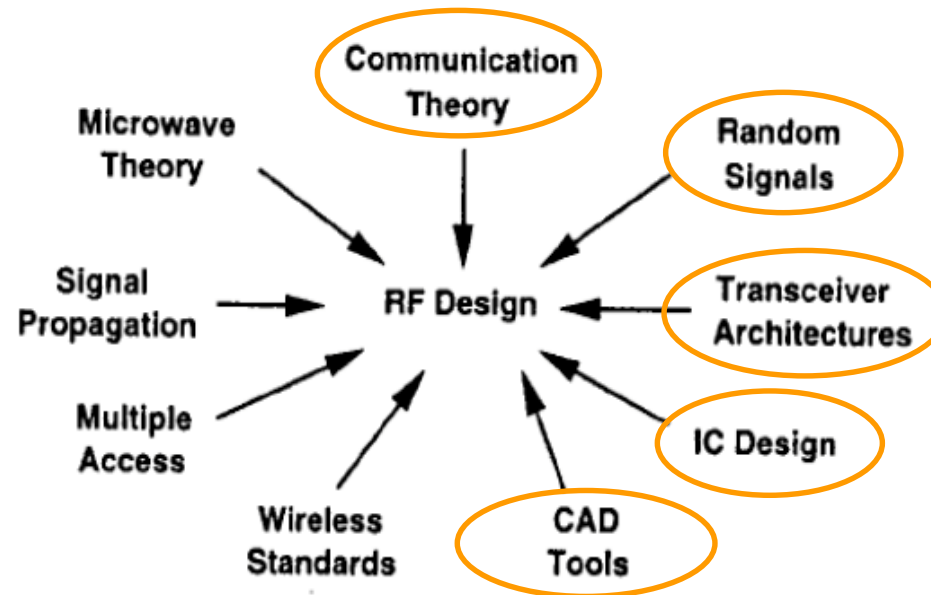 Communication
Theory
Microwave
Theory
Random
Signals
Signal
Propagation
RF Design
Transceiver
Architectures
Multiple
Access
IC Design
Wireless
Standards
CAD
Tools